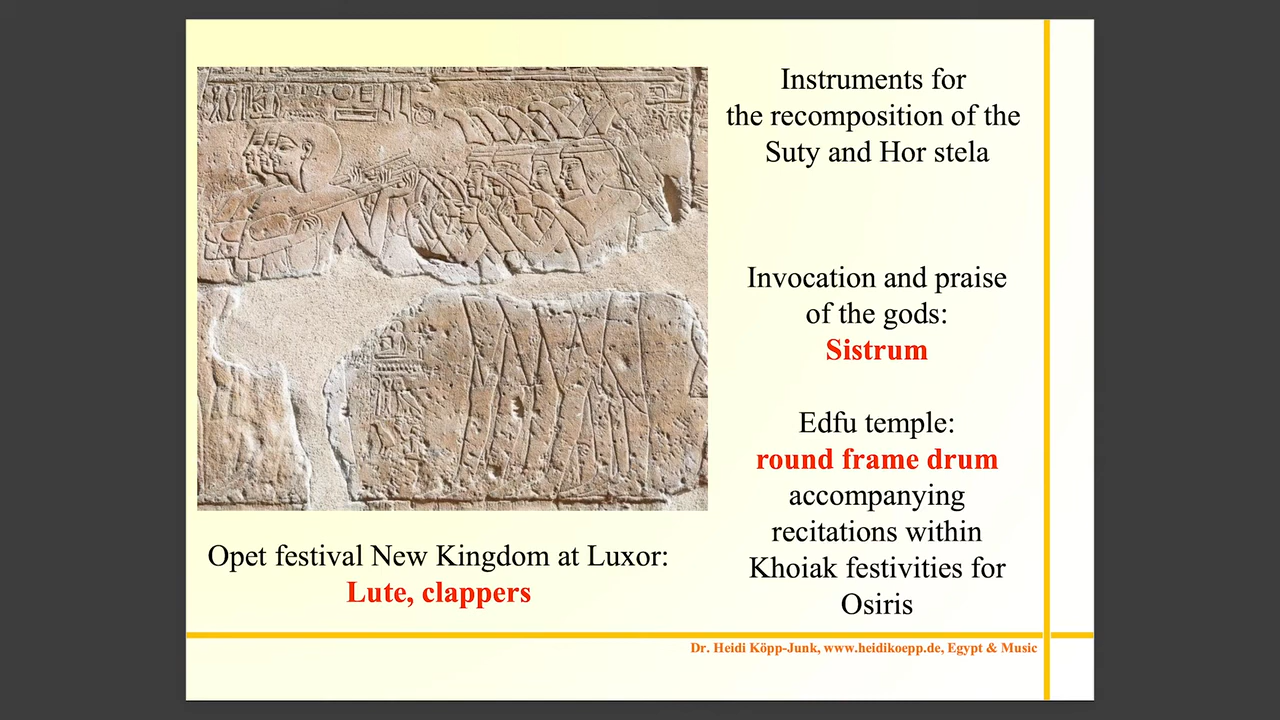 Instruments for
the recomposition of the
Suty and Hor stela
Invocation and praise
of the gods:
Sistrum
Edfu temple:
round frame drum
accompanying
recitations within
Khoiak festivities for
Osiris
Opet festival New Kingdom at Luxor:
Lute, clappers
Dr. Heidi Köpp-Junk, www.heidikoepp.de, Egypt & Music